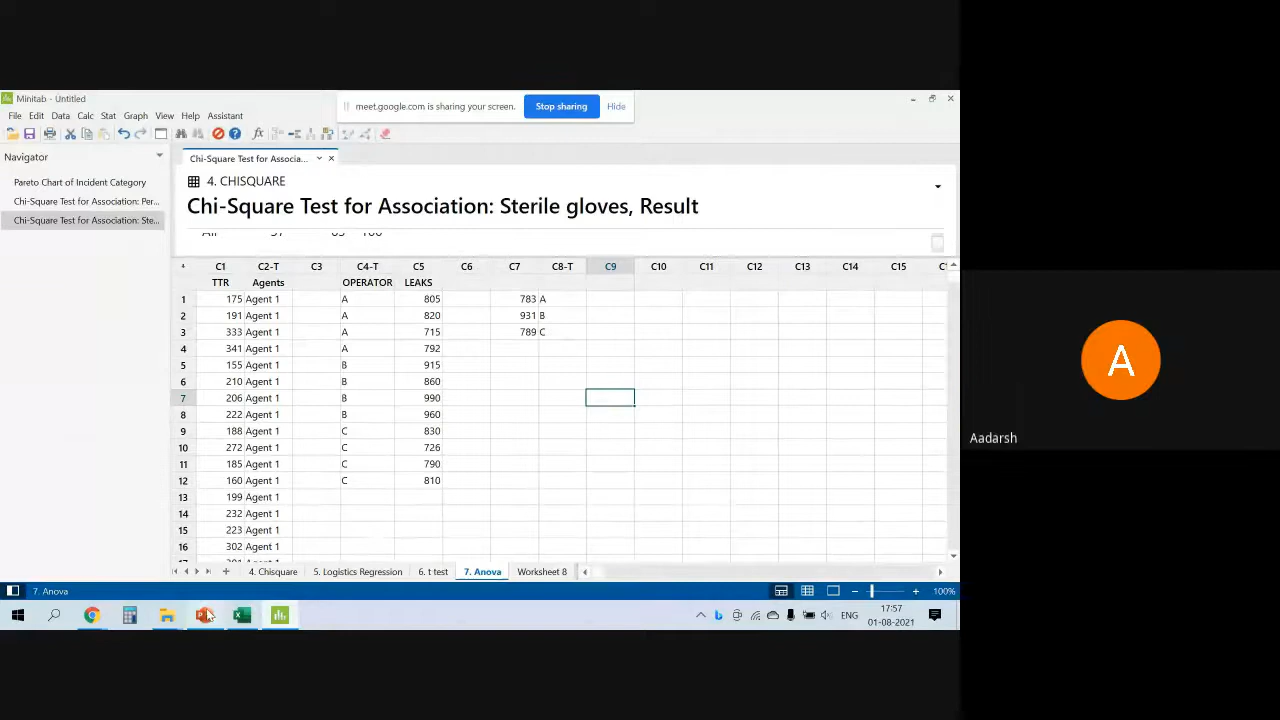 Minitab - Untitled
meet.google.com is sharing your screen. Stop sharing Hide
File Edit Data Calc Stat Graph View Help Assistant
Navigator
Pareto Chart of Incident Category
Chi-Square Test for Association: Per...
Chi-Square Test for Association: Ste...
Chi-Square Test for Associa...
4. CHISQUARE
Chi-Square Test for Association: Sterile gloves, Result
C1 C2-T C3 C4-T C5 C6 C7 C8-T C9 C10 C11 C12 C13 C14 C15
TTR Agents OPERATOR LEAKS
1 175 Agent 1 A 805 783 A
2 191 Agent 1 A 820 931 B
3 333 Agent 1 A 715 789 C
4 341 Agent 1 A 792
5 155 Agent 1 B 915
6 210 Agent 1 B 860
7 206 Agent 1 B 990
8 222 Agent 1 B 960
9 188 Agent 1 C 830
10 272 Agent 1 C 726
11 185 Agent 1 C 790
12 160 Agent 1 C 810
13 199 Agent 1
14 232 Agent 1
15 223 Agent 1
16 302 Agent 1
4. Chisquare 5. Logistics Regression 6. t test 7. Anova Worksheet 8
7. Anova 100%
ENG 17:57
01-08-2021
A
Aadarsh